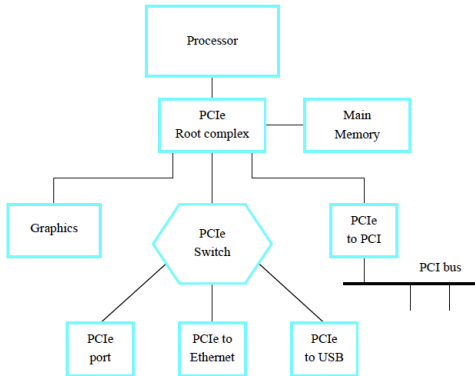 Processor
PCIe
Root complex
Main
Memory
Graphics
PCIe
Switch
PCIe
to PCI
PCI bus
PCIe
port
PCIe to
Ethernet
PCIe
to USB